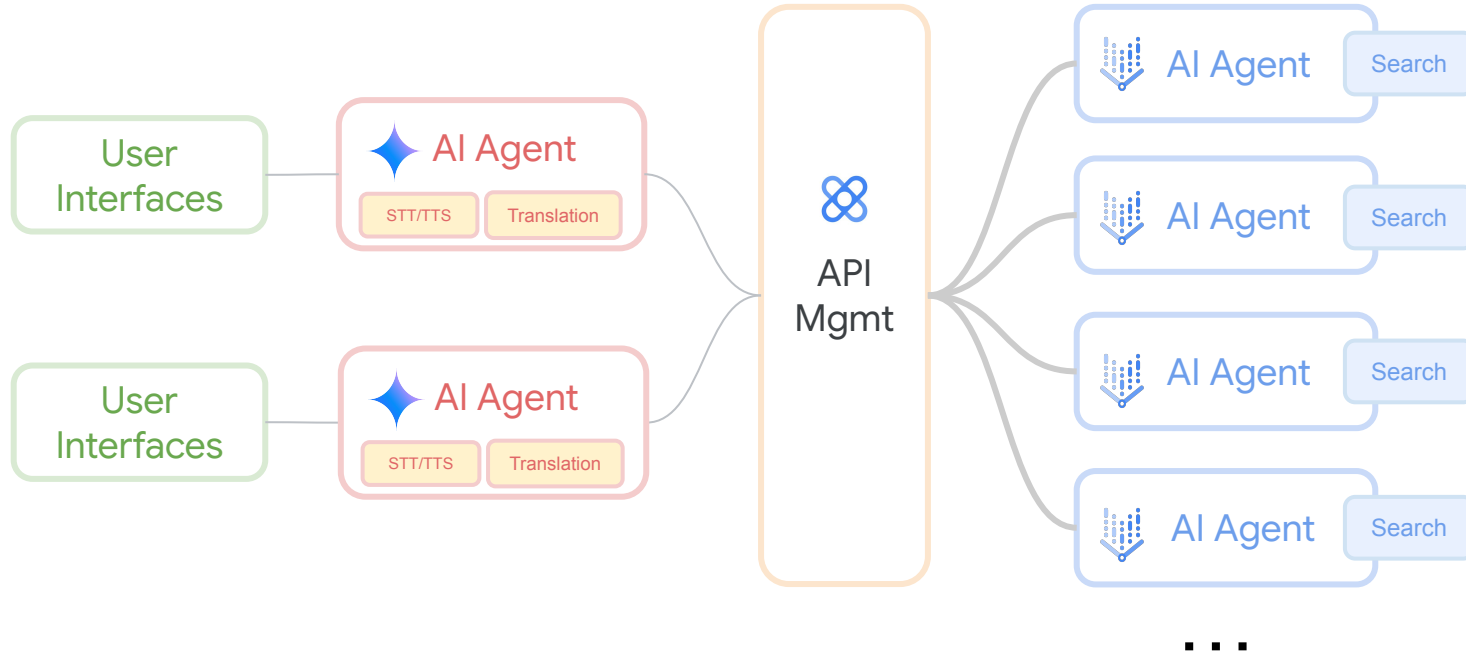 User
Interfaces
AI Agent
STT/TTS
Translation
User
Interfaces
AI Agent
STT/TTS
Translation
API
Mgmt
AI Agent
Search
AI Agent
Search
AI Agent
Search
AI Agent
Search
...